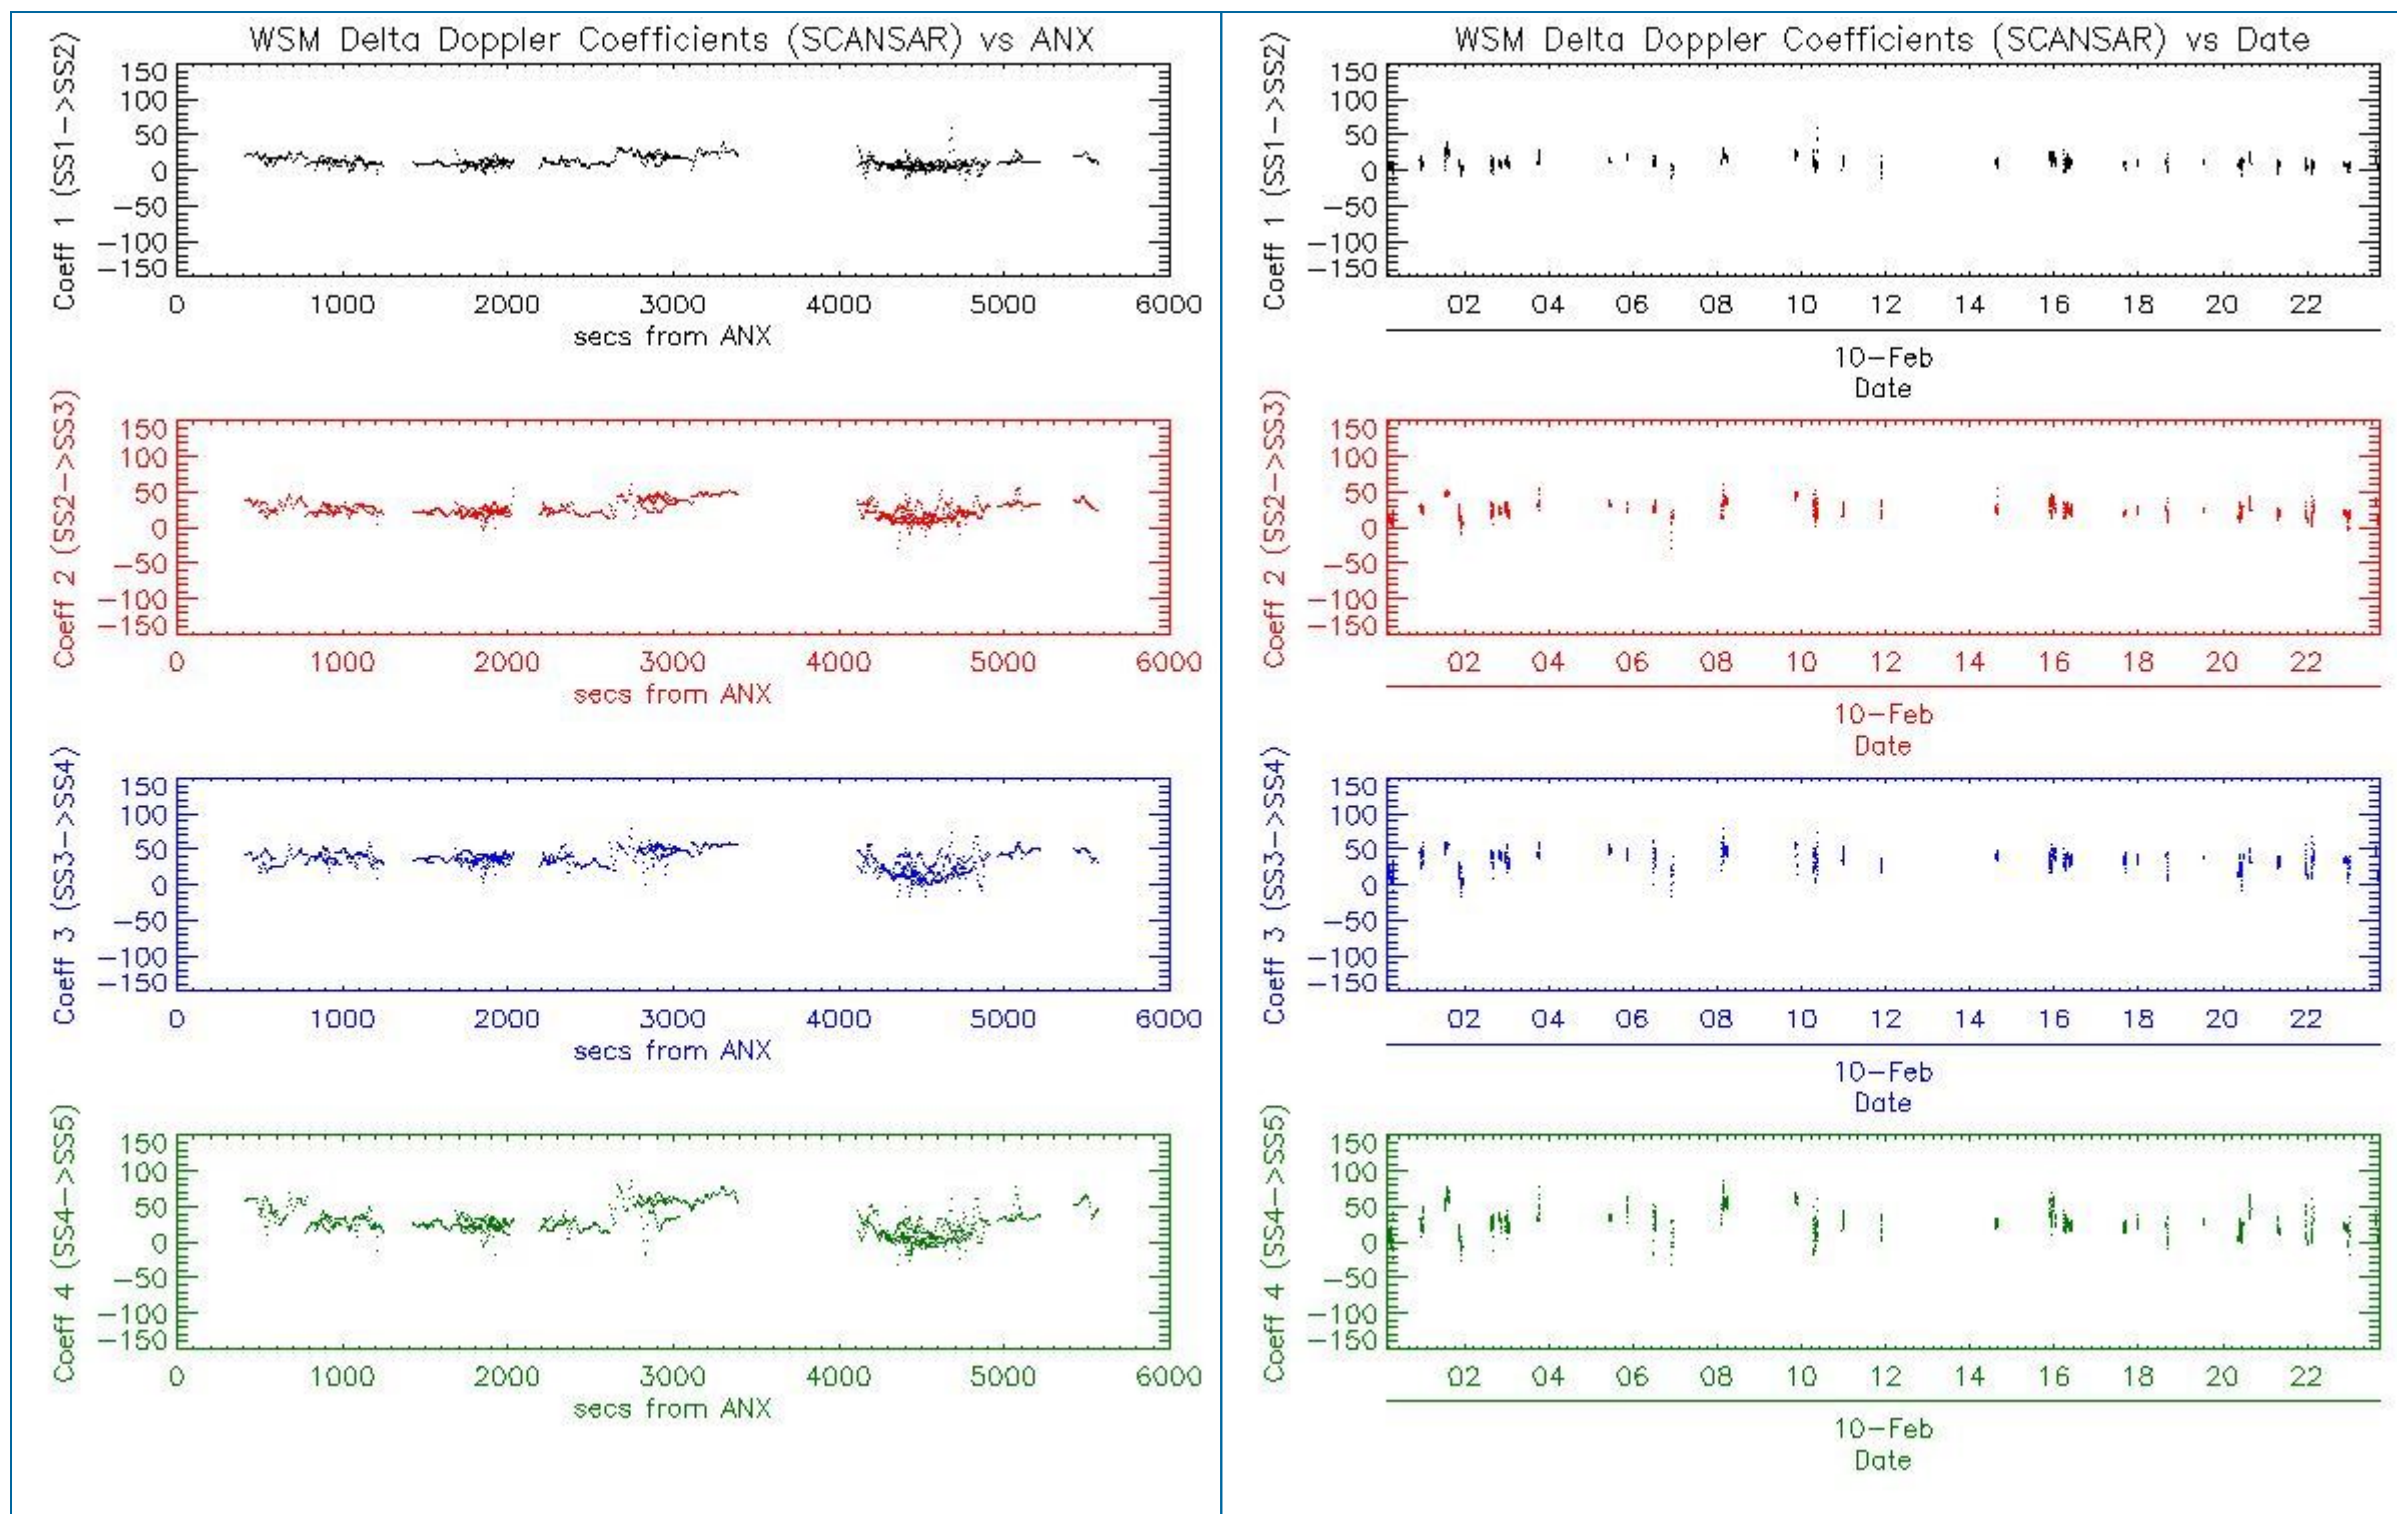 WSM Delta Doppler Coefficients (SCANSAR) vs ANX
Coeff 1 (SS1->SS2)
150
100
50
0
-50
-100
-150
0 1000 2000 3000 4000 5000 6000
secs from ANX
Coeff 2 (SS2->SS3)
150
100
50
0
-50
-100
-150
0 1000 2000 3000 4000 5000 6000
secs from ANX
Coeff 3 (SS3->SS4)
150
100
50
0
-50
-100
-150
0 1000 2000 3000 4000 5000 6000
secs from ANX
Coeff 4 (SS4->SS5)
150
100
50
0
-50
-100
-150
0 1000 2000 3000 4000 5000 6000
secs from ANX
WSM Delta Doppler Coefficients (SCANSAR) vs Date
Coeff 1 (SS1->SS2)
150
100
50
0
-50
-100
-150
02 04 06 08 10 12 14 16 18 20 22
10-Feb
Date
Coeff 2 (SS2->SS3)
150
100
50
0
-50
-100
-150
02 04 06 08 10 12 14 16 18 20 22
10-Feb
Date
Coeff 3 (SS3->SS4)
150
100
50
0
-50
-100
-150
02 04 06 08 10 12 14 16 18 20 22
10-Feb
Date
Coeff 4 (SS4->SS5)
150
100
50
0
-50
-100
-150
02 04 06 08 10 12 14 16 18 20 22
10-Feb
Date